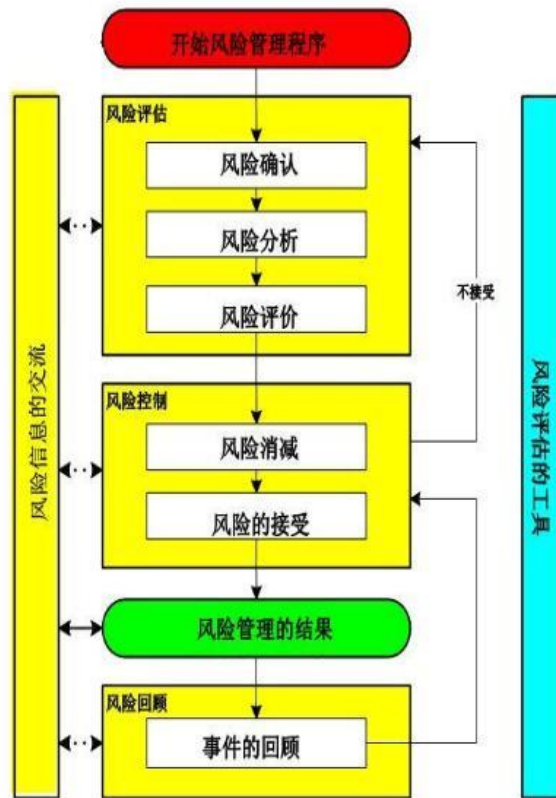 开始风险管理程序
风险评估
风险确认
风险分析
风险评价
不接受
风险控制
风险消减
风险的接受
风险管理的结果
风险回顾
事件的回顾
风险信息的交流
风险评估的工具